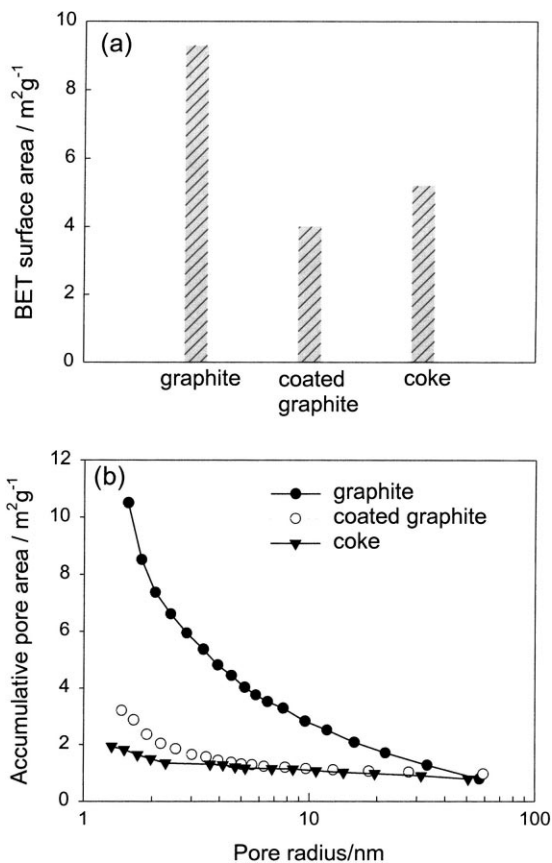 (a)
BET surface area / m²g⁻¹
10
8
6
4
2
0
graphite
coated
graphite
coke
(b)
Accumulative pore area / m²g⁻¹
12
10
8
6
4
2
0
graphite
coated graphite
coke
1
10
100
Pore radius/nm